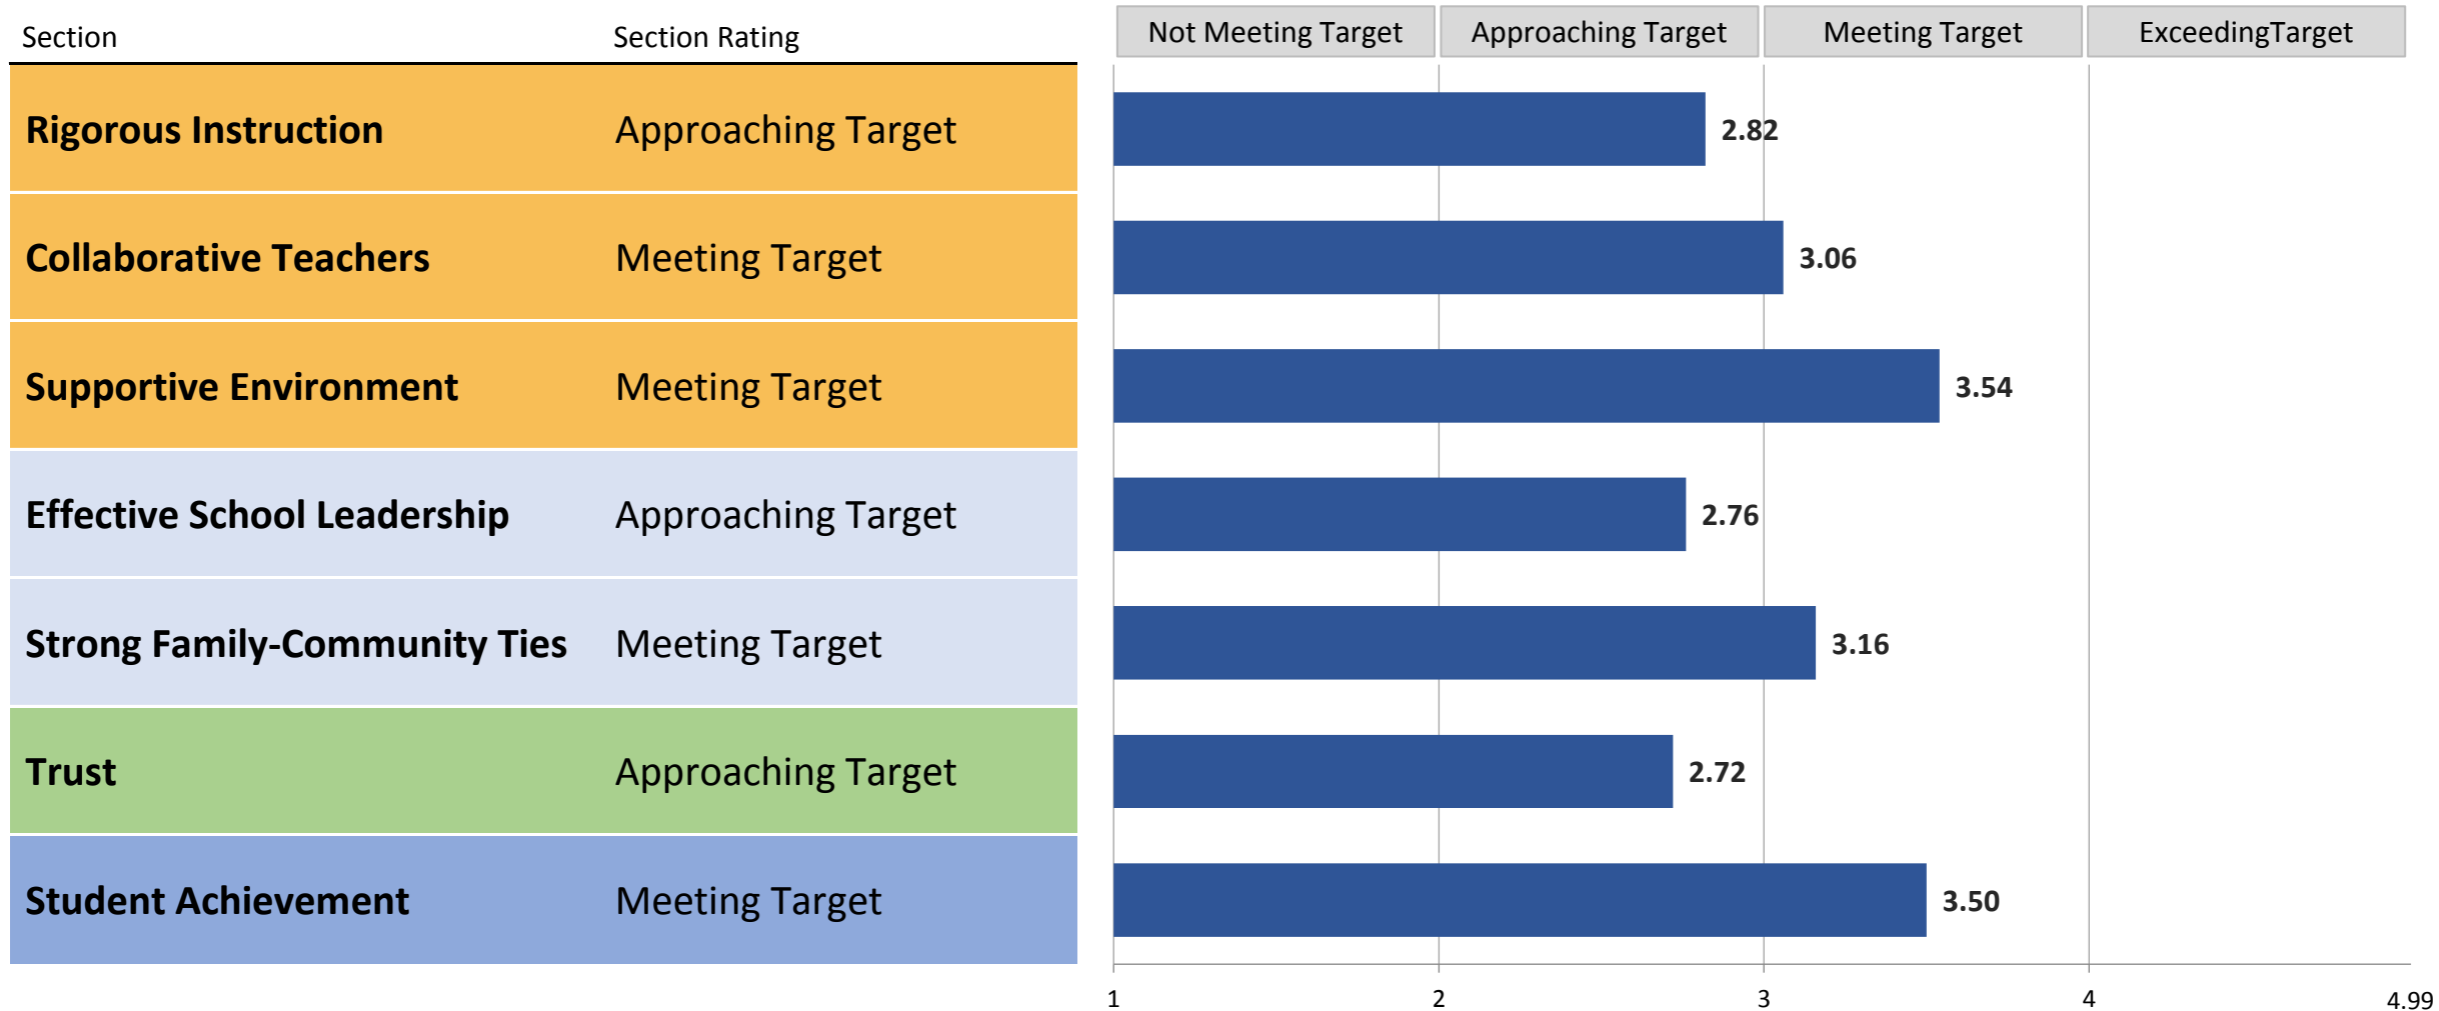 Section Section Rating Not Meeting Target Approaching Target Meeting Target ExceedingTarget
Rigorous Instruction Approaching Target 2.82
Collaborative Teachers Meeting Target 3.06
Supportive Environment Meeting Target 3.54
Effective School Leadership Approaching Target 2.76
Strong Family-Community Ties Meeting Target 3.16
Trust Approaching Target 2.72
Student Achievement Meeting Target 3.50
1 2 3 4 4.99